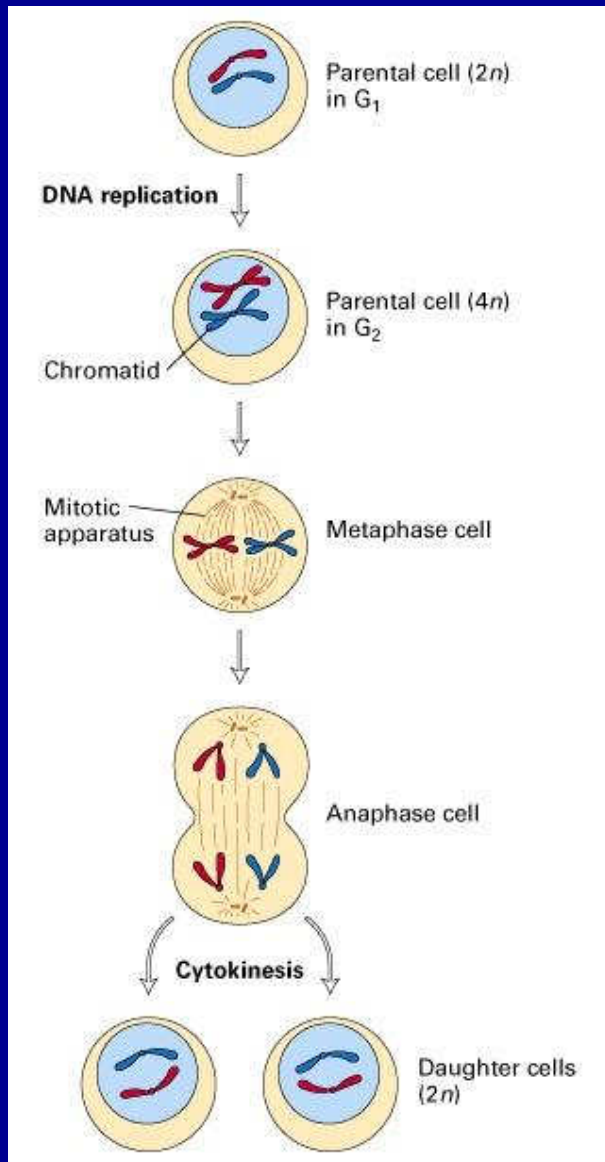 Parental cell (2n)
in G₁
DNA replication
Parental cell (4n)
in G₂
Chromatid
Mitotic
apparatus
Metaphase cell
Anaphase cell
Cytokinesis
Daughter cells
(2n)